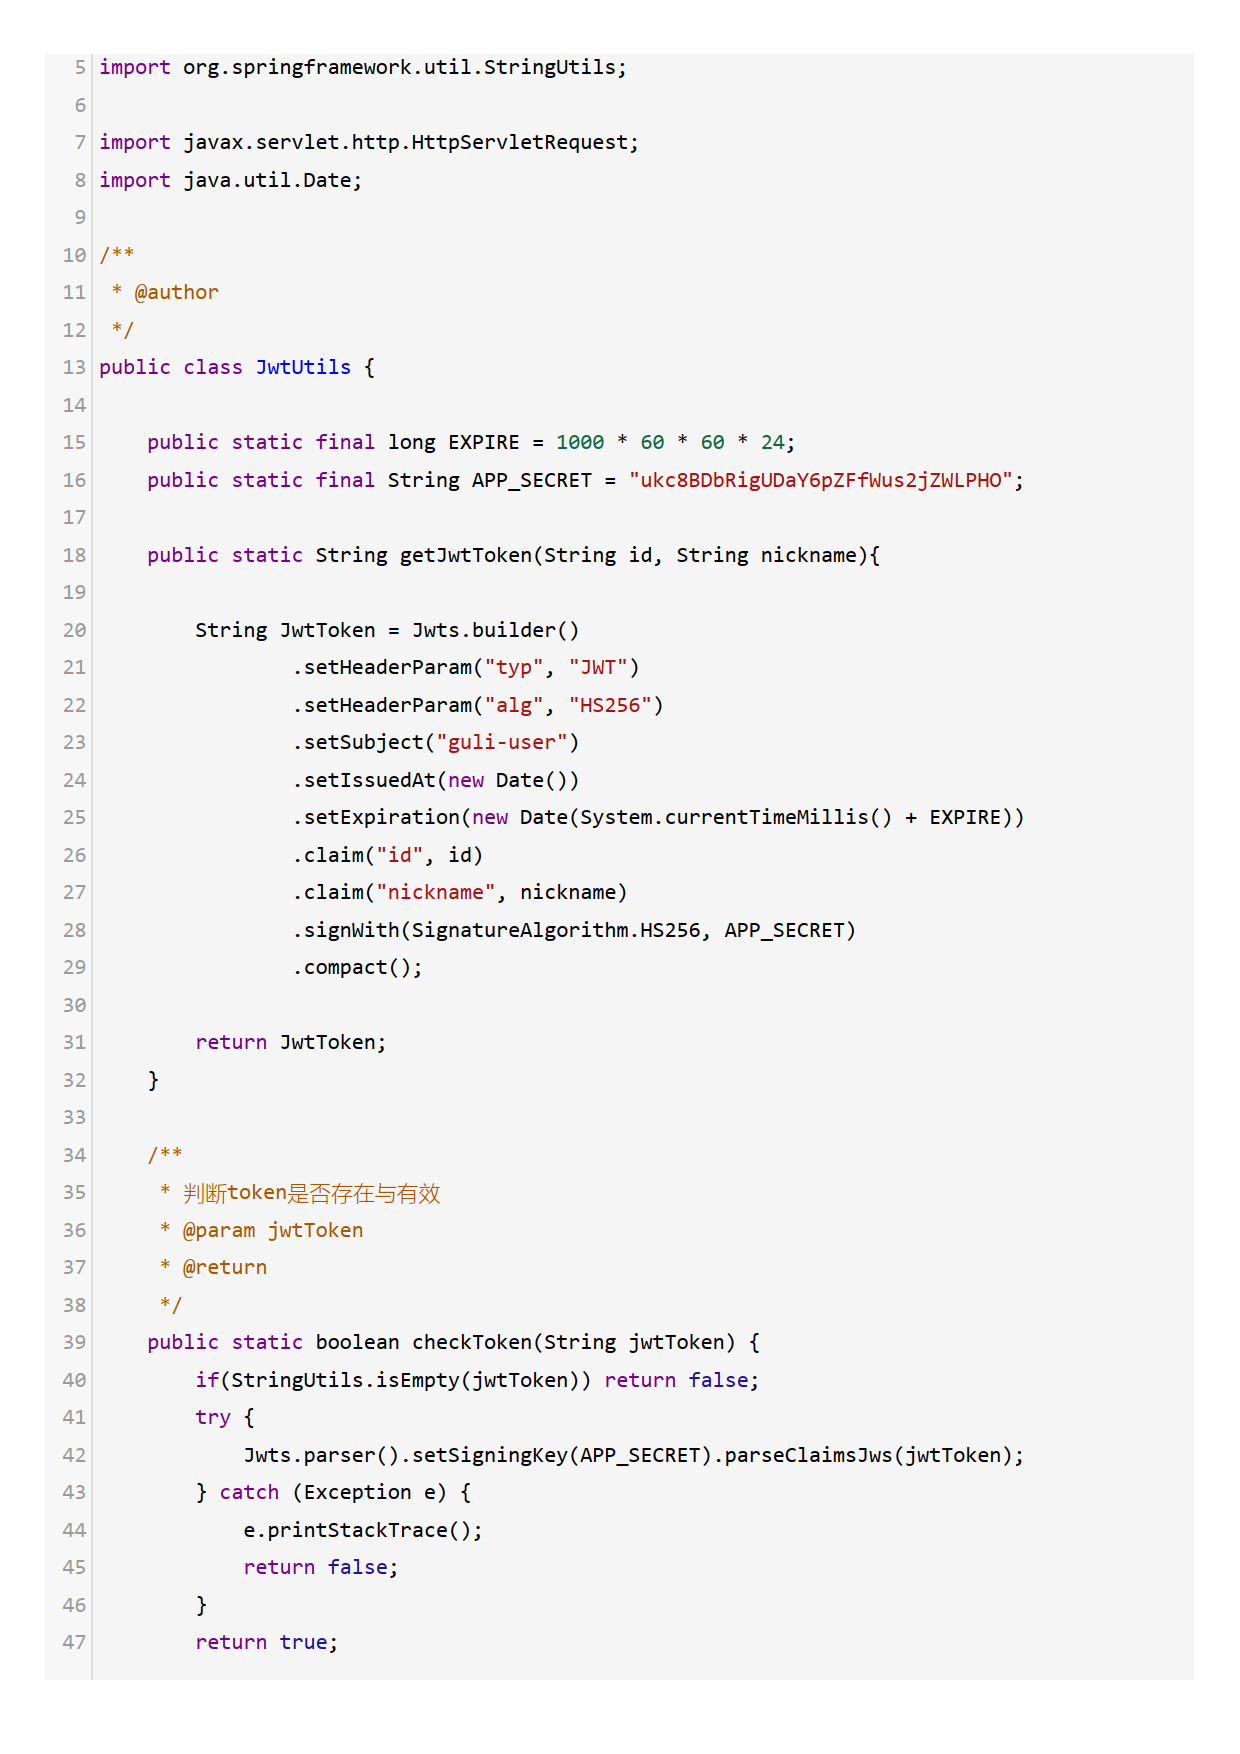 5 import org.springframework.util.StringUtils;
6
7 import javax.servlet.http.HttpServletRequest;
8 import java.util.Date;
9
10 /**
11  * @author
12  */
13 public class JwtUtils {
14
15     public static final long EXPIRE = 1000 * 60 * 60 * 24;
16     public static final String APP_SECRET = "ukc8BDbRigUDaY6pZFfWus2jZWLPHO";
17
18     public static String getJwtToken(String id, String nickname){
19
20         String JwtToken = Jwts.builder()
21                 .setHeaderParam("typ", "JWT")
22                 .setHeaderParam("alg", "HS256")
23                 .setSubject("guli-user")
24                 .setIssuedAt(new Date())
25                 .setExpiration(new Date(System.currentTimeMillis() + EXPIRE))
26                 .claim("id", id)
27                 .claim("nickname", nickname)
28                 .signWith(SignatureAlgorithm.HS256, APP_SECRET)
29                 .compact();
30
31         return JwtToken;
32     }
33
34     /**
35      * 判断token是否存在与有效
36      * @param jwtToken
37      * @return
38      */
39     public static boolean checkToken(String jwtToken) {
40         if(StringUtils.isEmpty(jwtToken)) return false;
41         try {
42             Jwts.parser().setSigningKey(APP_SECRET).parseClaimsJws(jwtToken);
43         } catch (Exception e) {
44             e.printStackTrace();
45             return false;
46         }
47         return true;